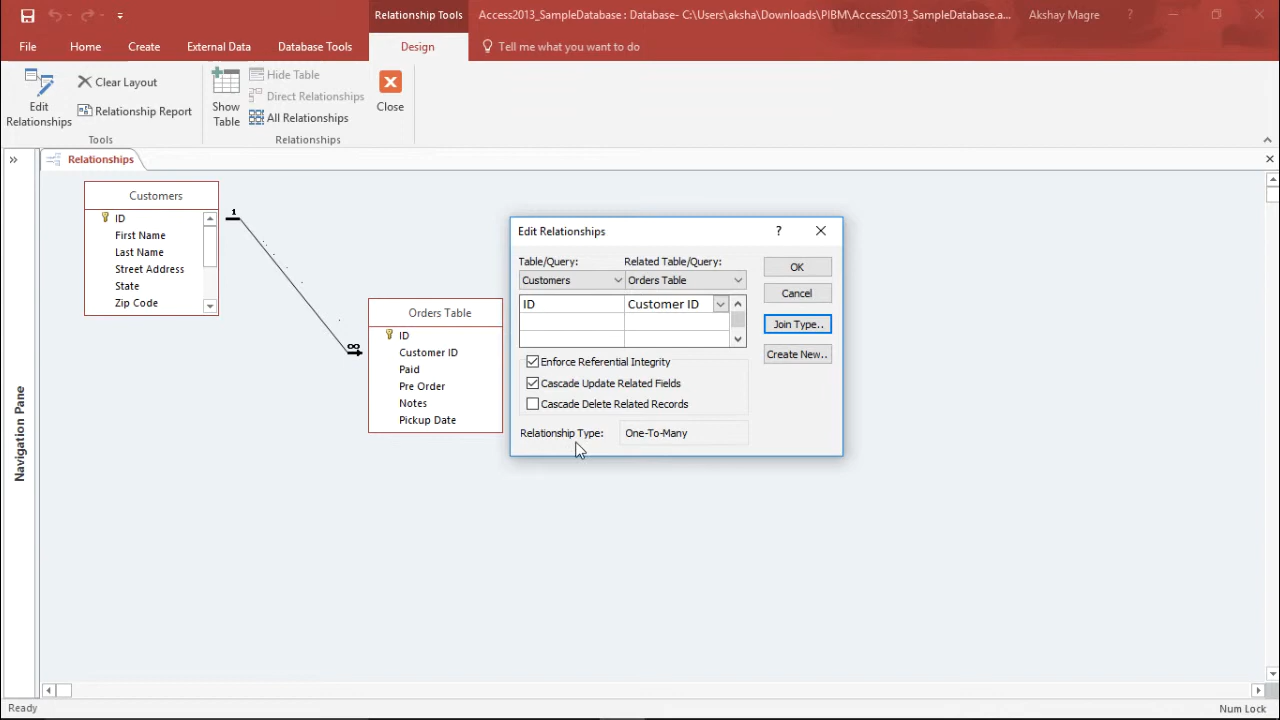 Relationship Tools
Access2013_SampleDatabase : Database- C:\Users\aksha\Downloads\PIBM\Access2013_SampleDatabase.a...
Akshay Magre
?
File
Home
Create
External Data
Database Tools
Design
Tell me what you want to do
Edit
Relationships
Clear Layout
Relationship Report
Tools
Show
Table
Hide Table
Direct Relationships
All Relationships
Relationships
Close
Relationships
Navigation Pane
Customers
ID
First Name
Last Name
Street Address
State
Zip Code
1
∞
Orders Table
ID
Customer ID
Paid
Pre Order
Notes
Pickup Date
Edit Relationships
?
Table/Query:
Related Table/Query:
Customers
Orders Table
ID
Customer ID
Enforce Referential Integrity
Cascade Update Related Fields
Cascade Delete Related Records
Relationship Type:
One-To-Many
OK
Cancel
Join Type..
Create New..
Ready
Num Lock